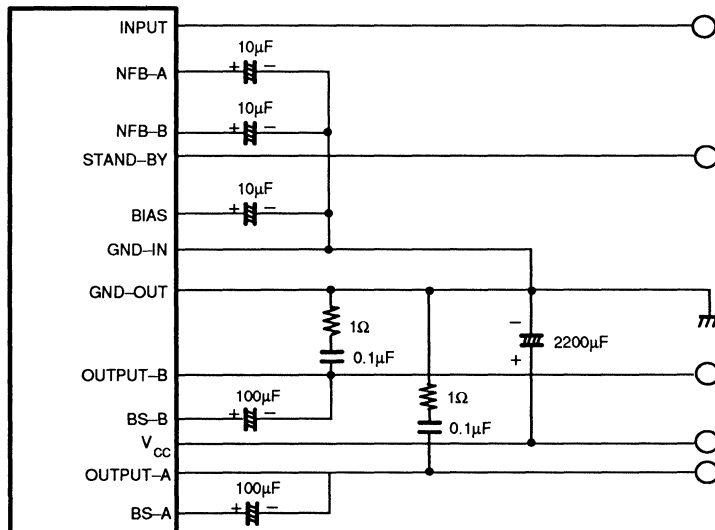 INPUT
10μF
NFB–A
+ –
10μF
NFB–B
+ –
STAND–BY
10μF
BIAS
+ –
GND–IN
GND–OUT
1Ω
–
2200μF
0.1μF
+
OUTPUT–B
100μF
1Ω
BS–B
+ –
0.1μF
VCC
OUTPUT–A
100μF
BS–A
+ –